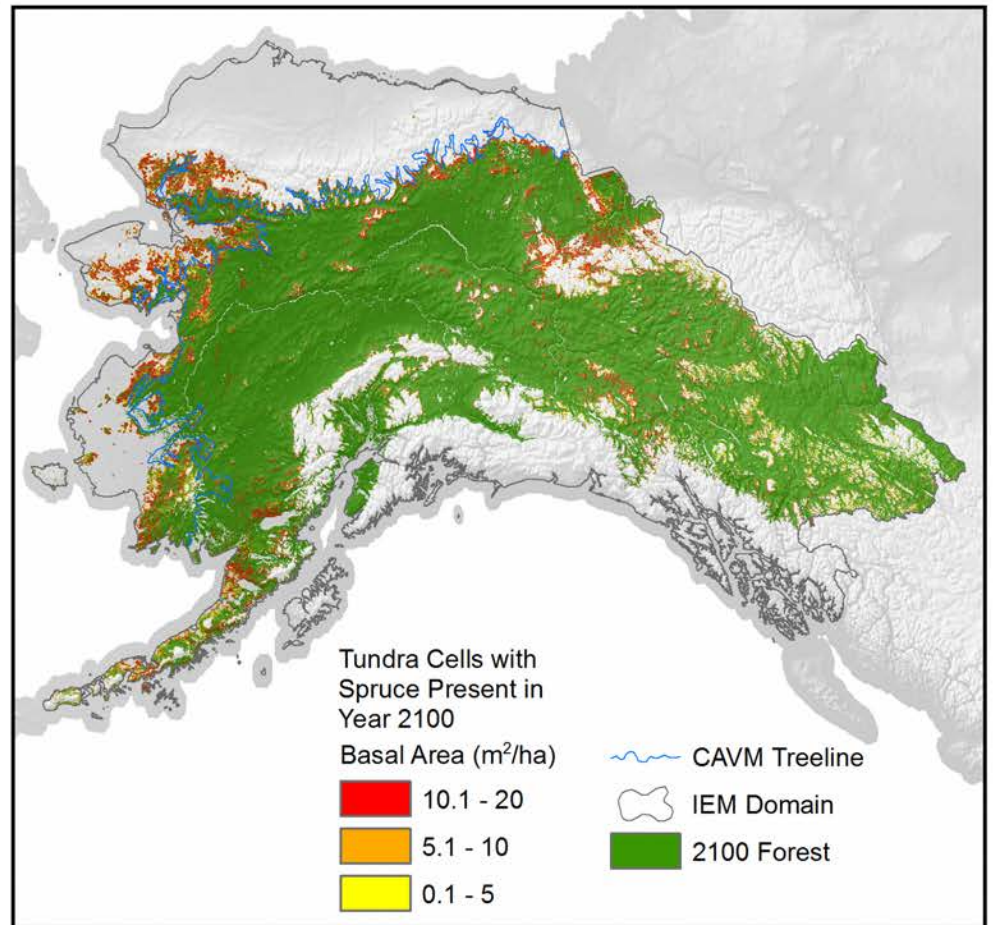 Tundra Cells with
Spruce Present in
Year 2100
Basal Area (m²/ha)
10.1 - 20
5.1 - 10
0.1 - 5
CAVM Treeline
IEM Domain
2100 Forest